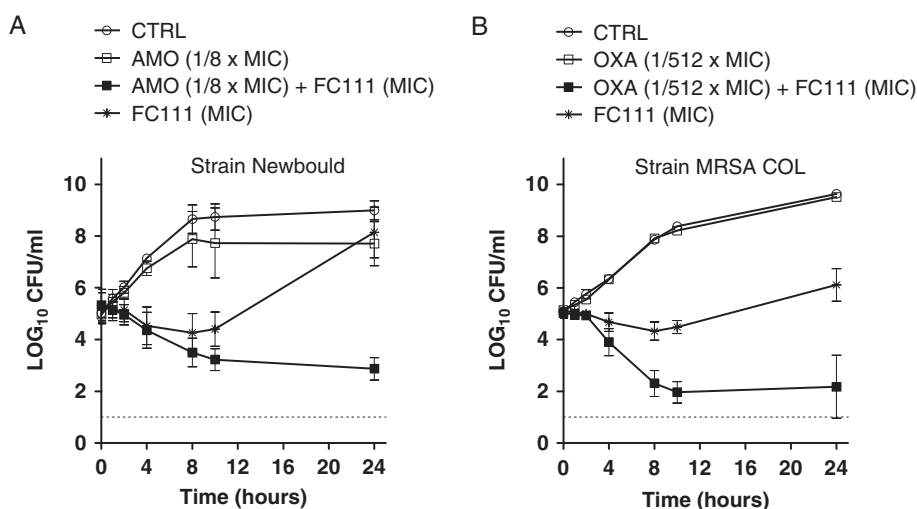 A
CTRL
AMO (1/8 x MIC)
AMO (1/8 x MIC) + FC111 (MIC)
FC111 (MIC)
Strain Newbould
10
8
6
4
2
0
LOG10 CFU/ml
0 4 8 12 16 20 24
Time (hours)
B
CTRL
OXA (1/512 x MIC)
OXA (1/512 x MIC) + FC111 (MIC)
FC111 (MIC)
Strain MRSA COL
10
8
6
4
2
0
LOG10 CFU/ml
0 4 8 12 16 20 24
Time (hours)